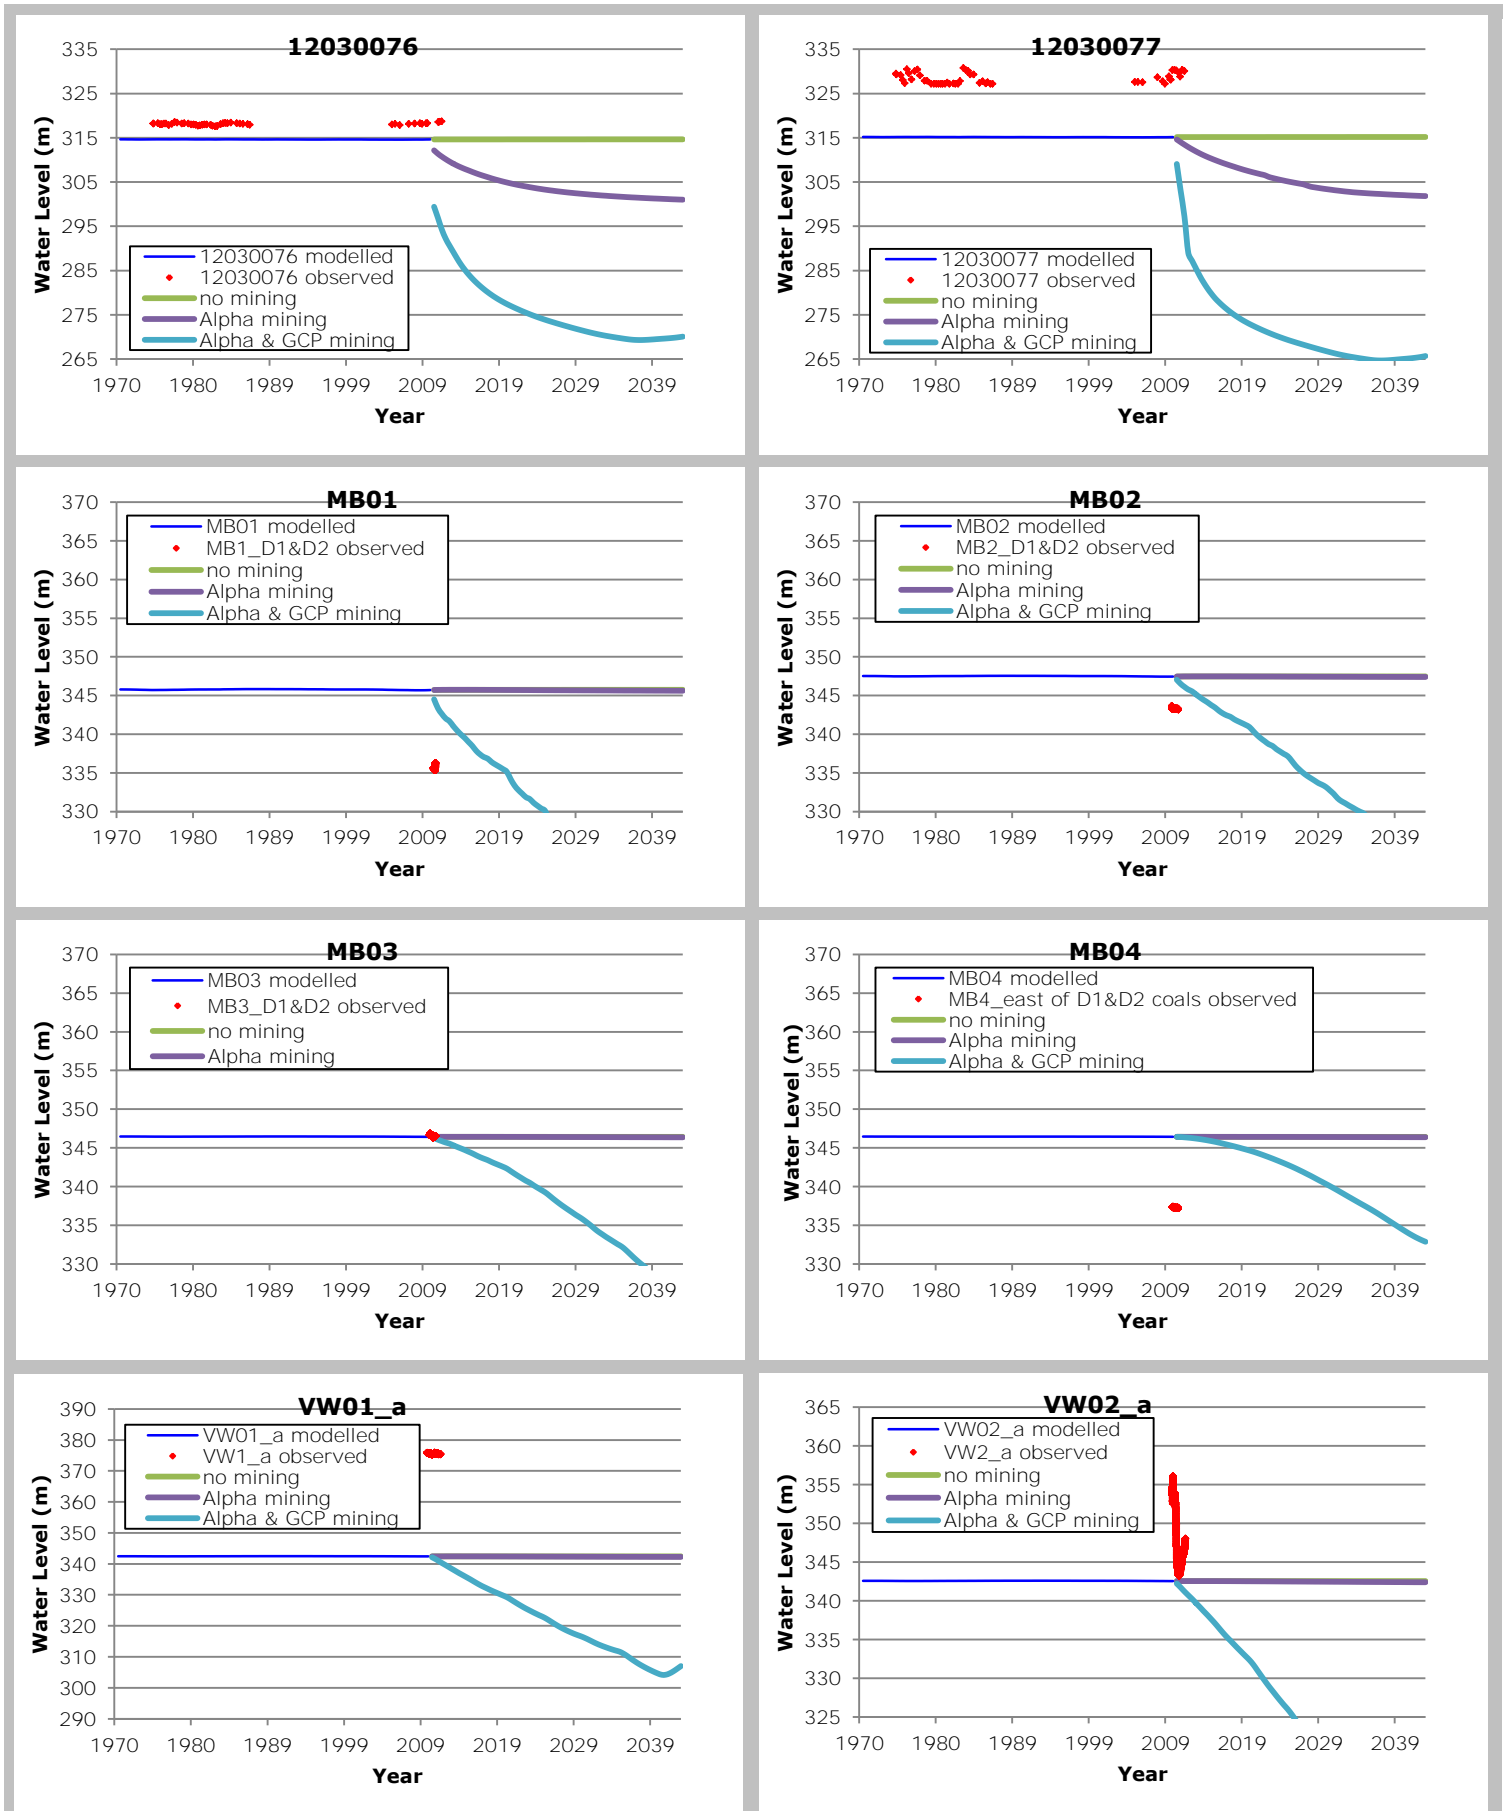 12030076
335
325
315
305
295
285
275
265
Water Level (m)
12030076 modelled
12030076 observed
no mining
Alpha mining
Alpha & GCP mining
1970 1980 1989 1999 2009 2019 2029 2039
Year
12030077
335
325
315
305
295
285
275
265
Water Level (m)
12030077 modelled
12030077 observed
no mining
Alpha mining
Alpha & GCP mining
1970 1980 1989 1999 2009 2019 2029 2039
Year
MB01
370
365
360
355
350
345
340
335
330
Water Level (m)
MB01 modelled
MB1_D1&D2 observed
no mining
Alpha mining
Alpha & GCP mining
1970 1980 1989 1999 2009 2019 2029 2039
Year
MB02
370
365
360
355
350
345
340
335
330
Water Level (m)
MB02 modelled
MB2_D1&D2 observed
no mining
Alpha mining
Alpha & GCP mining
1970 1980 1989 1999 2009 2019 2029 2039
Year
MB03
370
365
360
355
350
345
340
335
330
Water Level (m)
MB03 modelled
MB3_D1&D2 observed
no mining
Alpha mining
1970 1980 1989 1999 2009 2019 2029 2039
Year
MB04
370
365
360
355
350
345
340
335
330
Water Level (m)
MB04 modelled
MB4_east of D1&D2 coals observed
no mining
Alpha mining
Alpha & GCP mining
1970 1980 1989 1999 2009 2019 2029 2039
Year
VW01_a
390
380
370
360
350
340
330
320
310
300
290
Water Level (m)
VW01_a modelled
VW1_a observed
no mining
Alpha mining
Alpha & GCP mining
1970 1980 1989 1999 2009 2019 2029 2039
Year
VW02_a
365
360
355
350
345
340
335
330
325
Water Level (m)
VW02_a modelled
VW2_a observed
no mining
Alpha mining
Alpha & GCP mining
1970 1980 1989 1999 2009 2019 2029 2039
Year